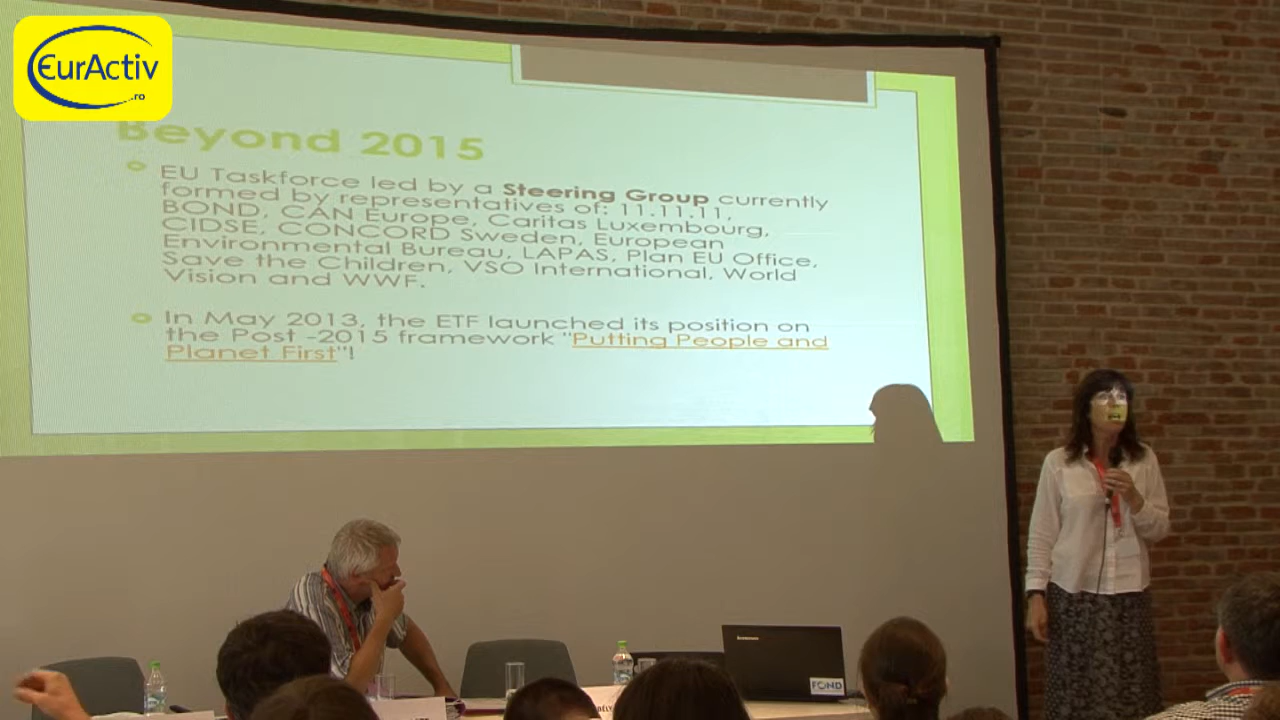 EurActiv
.ro
Beyond 2015
EU Taskforce led by a Steering Group currently
formed by representatives of: 11.11.11,
BOND, CAN Europe, Caritas Luxembourg,
CIDSE, CONCORD Sweden, European
Environmental Bureau, LAPAS, Plan EU Office,
Save the Children, VSO International, World
Vision and WWF.
In May 2013, the ETF launched its position on
the Post -2015 framework "Putting People and
Planet First"!
lenovo
FOND